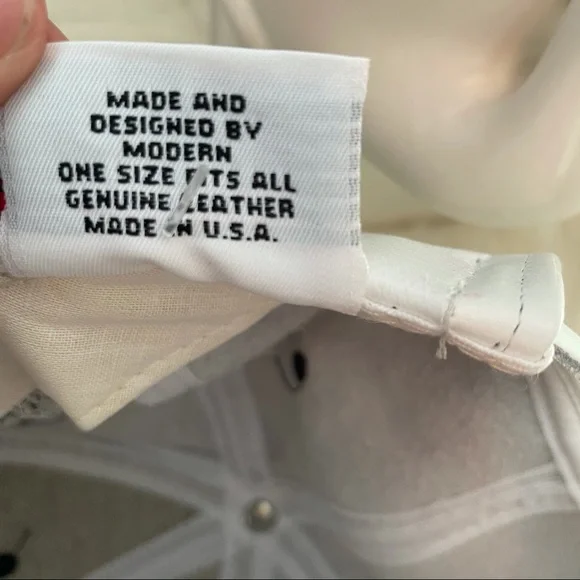 MADE AND
DESIGNED BY
MODERN
ONE SIZE FITS ALL
GENUINE LEATHER
MADE IN U.S.A.